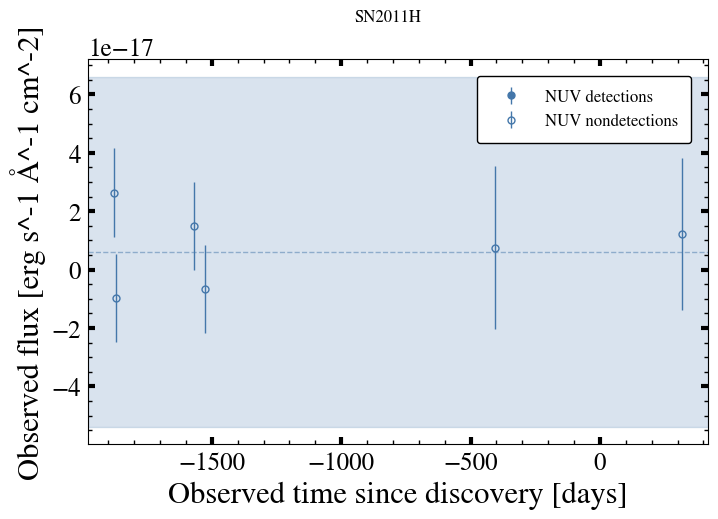 SN2011H
1e−17
Observed flux [erg s^-1 Å^-1 cm^-2]
6
4
2
0
−2
−4
NUV detections
NUV nondetections
−1500
−1000
−500
0
Observed time since discovery [days]